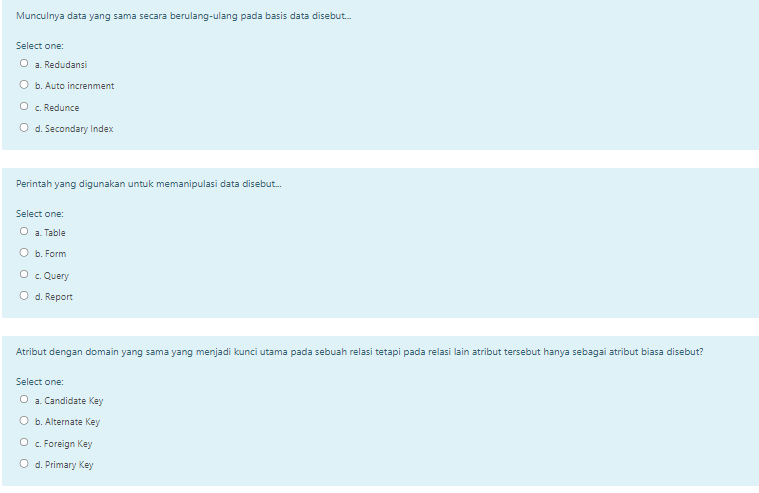 Munculnya data yang sama secara berulang-ulang pada basis data disebut...
Select one:
a. Redudansi
b. Auto increnment
c. Redunce
d. Secondary Index
Perintah yang digunakan untuk memanipulasi data disebut...
Select one:
a. Table
b. Form
c. Query
d. Report
Atribut dengan domain yang sama yang menjadi kunci utama pada sebuah relasi tetapi pada relasi lain atribut tersebut hanya sebagai atribut biasa disebut?
Select one:
a. Candidate Key
b. Alternate Key
c. Foreign Key
d. Primary Key